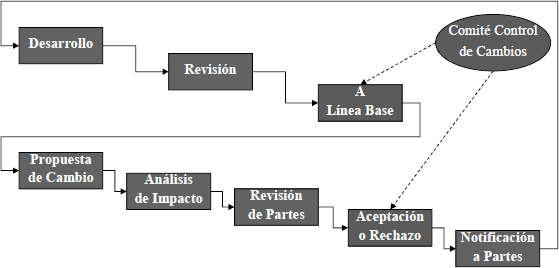 Desarrollo
Comité Control
de Cambios
Revisión
A
Línea Base
Propuesta
de Cambio
Análisis
de Impacto
Revisión
de Partes
Aceptación
o Rechazo
Notificación
a Partes